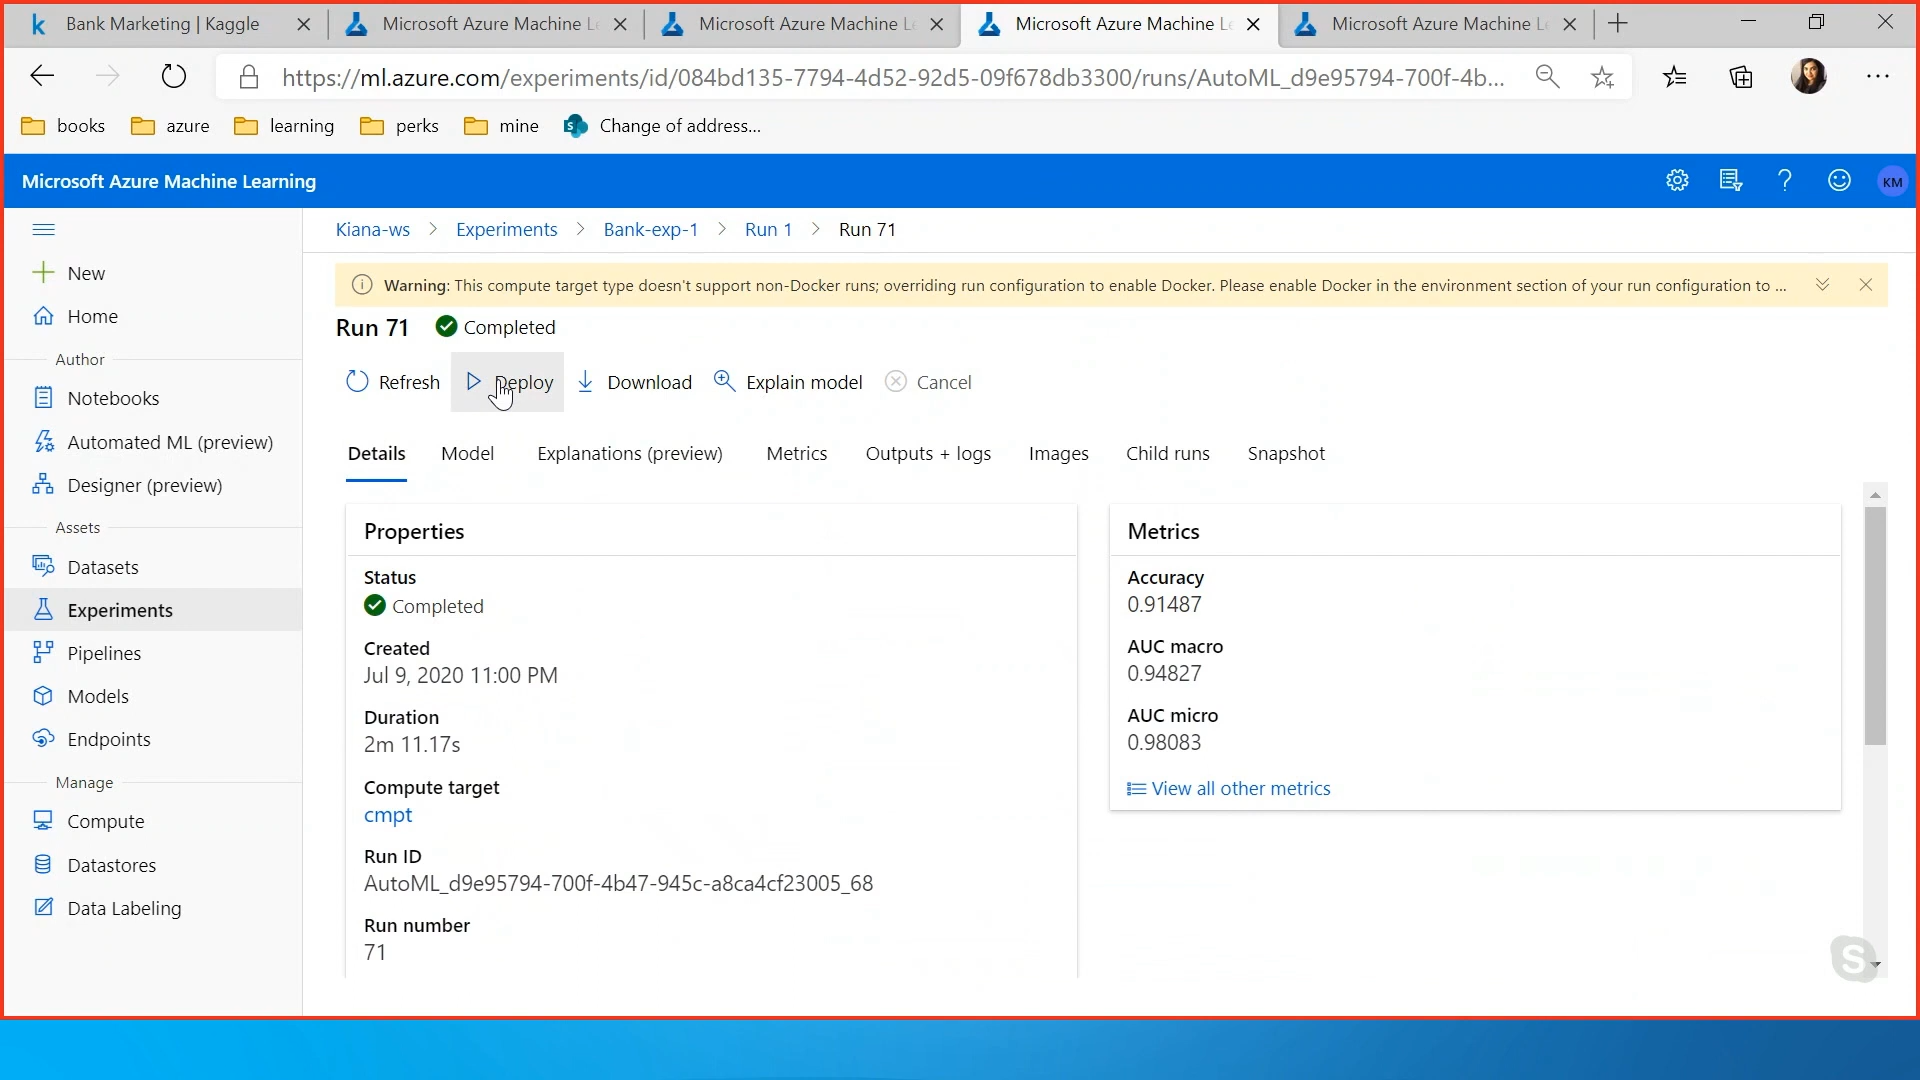 Bank Marketing | Kaggle
Microsoft Azure Machine Le
Microsoft Azure Machine Le
Microsoft Azure Machine Le
Microsoft Azure Machine Le
https://ml.azure.com/experiments/id/084bd135-7794-4d52-92d5-09f678db3300/runs/AutoML_d9e95794-700f-4b...
books
azure
learning
perks
mine
Change of address...
Microsoft Azure Machine Learning
KM
Kiana-ws > Experiments > Bank-exp-1 > Run 1 > Run 71
Warning: This compute target type doesn't support non-Docker runs; overriding run configuration to enable Docker. Please enable Docker in the environment section of your run configuration to ...
New
Home
Author
Notebooks
Automated ML (preview)
Designer (preview)
Assets
Datasets
Experiments
Pipelines
Models
Endpoints
Manage
Compute
Datastores
Data Labeling
Run 71 Completed
Refresh Deploy Download Explain model Cancel
Details Model Explanations (preview) Metrics Outputs + logs Images Child runs Snapshot
Properties
Status
Completed
Created
Jul 9, 2020 11:00 PM
Duration
2m 11.17s
Compute target
cmpt
Run ID
AutoML_d9e95794-700f-4b47-945c-a8ca4cf23005_68
Run number
71
Metrics
Accuracy
0.91487
AUC macro
0.94827
AUC micro
0.98083
View all other metrics